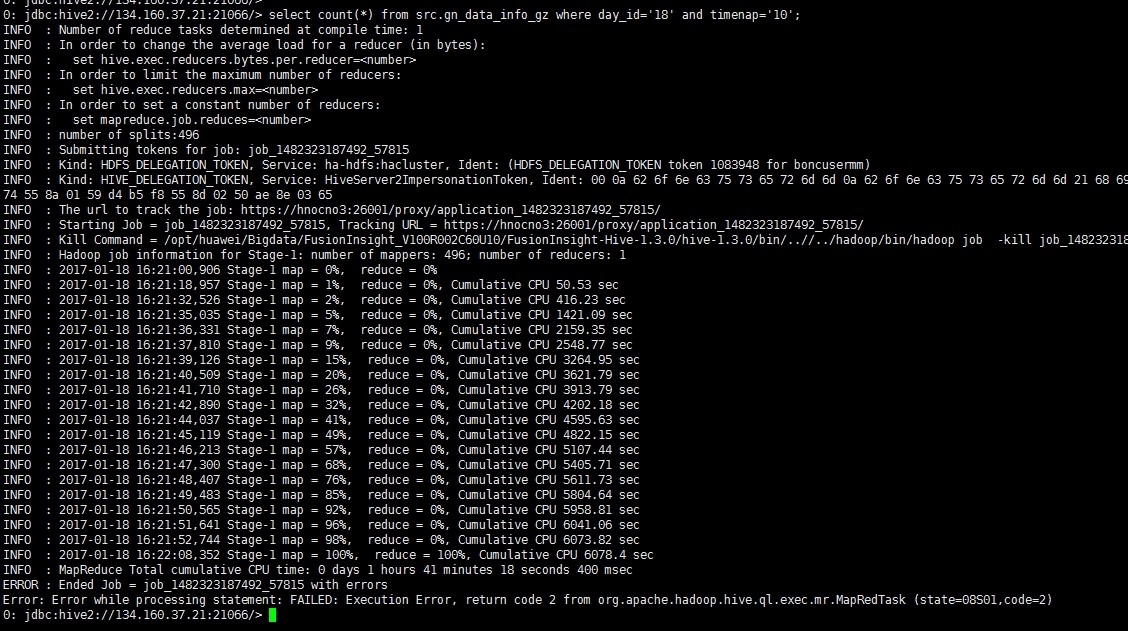 0: jdbc:hive2://134.160.37.21:21066/>
0: jdbc:hive2://134.160.37.21:21066/> select count(*) from src.gn_data_info_gz where day_id='18' and timenap='10';
INFO  : Number of reduce tasks determined at compile time: 1
INFO  : In order to change the average load for a reducer (in bytes):
INFO  :   set hive.exec.reducers.bytes.per.reducer=<number>
INFO  : In order to limit the maximum number of reducers:
INFO  :   set hive.exec.reducers.max=<number>
INFO  : In order to set a constant number of reducers:
INFO  :   set mapreduce.job.reduces=<number>
INFO  : number of splits:496
INFO  : Submitting tokens for job: job_1482323187492_57815
INFO  : Kind: HDFS_DELEGATION_TOKEN, Service: ha-hdfs:hacluster, Ident: (HDFS_DELEGATION_TOKEN token 1083948 for boncusermm)
INFO  : Kind: HIVE_DELEGATION_TOKEN, Service: HiveServer2ImpersonationToken, Ident: 00 0a 62 6f 6e 63 75 73 65 72 6d 6d 0a 62 6f 6e 63 75 73 65 72 6d 6d 21 68 69
74 55 8a 01 59 d4 b5 f8 55 8d 02 50 ae 8e 03 65
INFO  : The url to track the job: https://hnocno3:26001/proxy/application_1482323187492_57815/
INFO  : Starting Job = job_1482323187492_57815, Tracking URL = https://hnocno3:26001/proxy/application_1482323187492_57815/
INFO  : Kill Command = /opt/huawei/Bigdata/FusionInsight_V100R002C60U10/FusionInsight-Hive-1.3.0/hive-1.3.0/bin/..//../hadoop/bin/hadoop job  -kill job_148232318
INFO  : Hadoop job information for Stage-1: number of mappers: 496; number of reducers: 1
INFO  : 2017-01-18 16:21:00,906 Stage-1 map = 0%,  reduce = 0%
INFO  : 2017-01-18 16:21:18,957 Stage-1 map = 1%,  reduce = 0%, Cumulative CPU 50.53 sec
INFO  : 2017-01-18 16:21:32,526 Stage-1 map = 2%,  reduce = 0%, Cumulative CPU 416.23 sec
INFO  : 2017-01-18 16:21:35,035 Stage-1 map = 5%,  reduce = 0%, Cumulative CPU 1421.09 sec
INFO  : 2017-01-18 16:21:36,331 Stage-1 map = 7%,  reduce = 0%, Cumulative CPU 2159.35 sec
INFO  : 2017-01-18 16:21:37,810 Stage-1 map = 9%,  reduce = 0%, Cumulative CPU 2548.77 sec
INFO  : 2017-01-18 16:21:39,126 Stage-1 map = 15%,  reduce = 0%, Cumulative CPU 3264.95 sec
INFO  : 2017-01-18 16:21:40,509 Stage-1 map = 20%,  reduce = 0%, Cumulative CPU 3621.79 sec
INFO  : 2017-01-18 16:21:41,710 Stage-1 map = 26%,  reduce = 0%, Cumulative CPU 3913.79 sec
INFO  : 2017-01-18 16:21:42,890 Stage-1 map = 32%,  reduce = 0%, Cumulative CPU 4202.18 sec
INFO  : 2017-01-18 16:21:44,037 Stage-1 map = 41%,  reduce = 0%, Cumulative CPU 4595.63 sec
INFO  : 2017-01-18 16:21:45,119 Stage-1 map = 49%,  reduce = 0%, Cumulative CPU 4822.15 sec
INFO  : 2017-01-18 16:21:46,213 Stage-1 map = 57%,  reduce = 0%, Cumulative CPU 5107.44 sec
INFO  : 2017-01-18 16:21:47,300 Stage-1 map = 68%,  reduce = 0%, Cumulative CPU 5405.71 sec
INFO  : 2017-01-18 16:21:48,407 Stage-1 map = 76%,  reduce = 0%, Cumulative CPU 5611.73 sec
INFO  : 2017-01-18 16:21:49,483 Stage-1 map = 85%,  reduce = 0%, Cumulative CPU 5804.64 sec
INFO  : 2017-01-18 16:21:50,565 Stage-1 map = 92%,  reduce = 0%, Cumulative CPU 5958.81 sec
INFO  : 2017-01-18 16:21:51,641 Stage-1 map = 96%,  reduce = 0%, Cumulative CPU 6041.06 sec
INFO  : 2017-01-18 16:21:52,744 Stage-1 map = 98%,  reduce = 0%, Cumulative CPU 6073.82 sec
INFO  : 2017-01-18 16:22:08,352 Stage-1 map = 100%,  reduce = 100%, Cumulative CPU 6078.4 sec
INFO  : MapReduce Total cumulative CPU time: 0 days 1 hours 41 minutes 18 seconds 400 msec
ERROR : Ended Job = job_1482323187492_57815 with errors
Error: Error while processing statement: FAILED: Execution Error, return code 2 from org.apache.hadoop.hive.ql.exec.mr.MapRedTask (state=08S01,code=2)
0: jdbc:hive2://134.160.37.21:21066/>